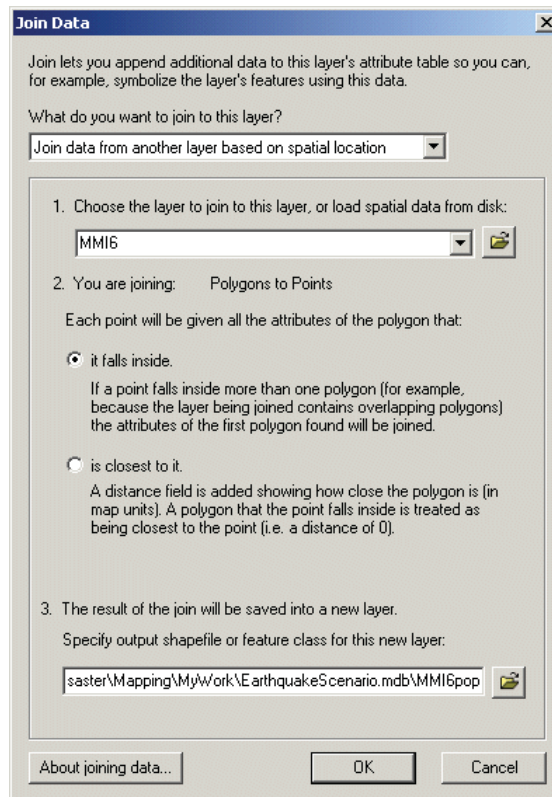 Join Data
Join lets you append additional data to this layer's attribute table so you can,
for example, symbolize the layer's features using this data.
What do you want to join to this layer?
Join data from another layer based on spatial location
1. Choose the layer to join to this layer, or load spatial data from disk:
MMI6
2. You are joining: Polygons to Points
Each point will be given all the attributes of the polygon that:
it falls inside.
If a point falls inside more than one polygon (for example,
because the layer being joined contains overlapping polygons)
the attributes of the first polygon found will be joined.
is closest to it.
A distance field is added showing how close the polygon is (in
map units). A polygon that the point falls inside is treated as
being closest to the point (i.e. a distance of 0).
3. The result of the join will be saved into a new layer.
Specify output shapefile or feature class for this new layer:
saster\Mapping\MyWork\EarthquakeScenario.mdb\MMI6pop
About joining data... OK Cancel